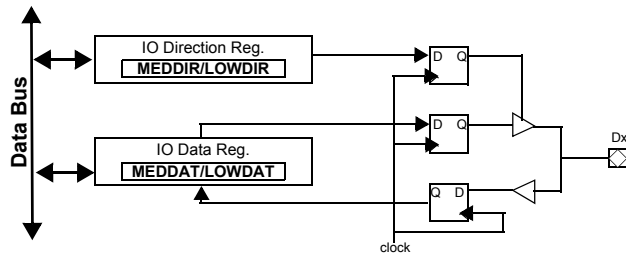 Data Bus
IO Direction Reg.
MEDDIR/LOWDIR
D Q
IO Data Reg.
MEDDAT/LOWDAT
D Q
Q D
Dx
clock